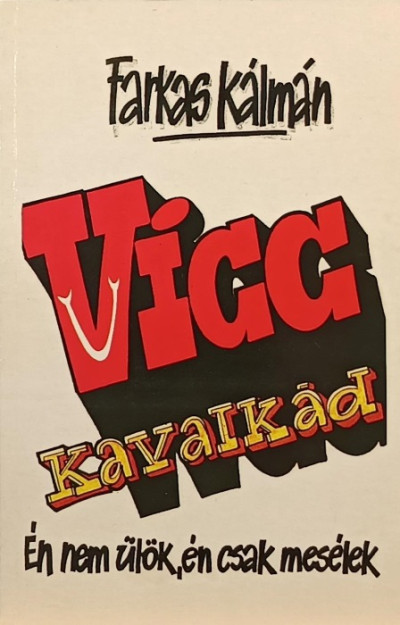 Farkas Kálmán
Vicc
Kavalkád
Én nem ülök, én csak mesélek